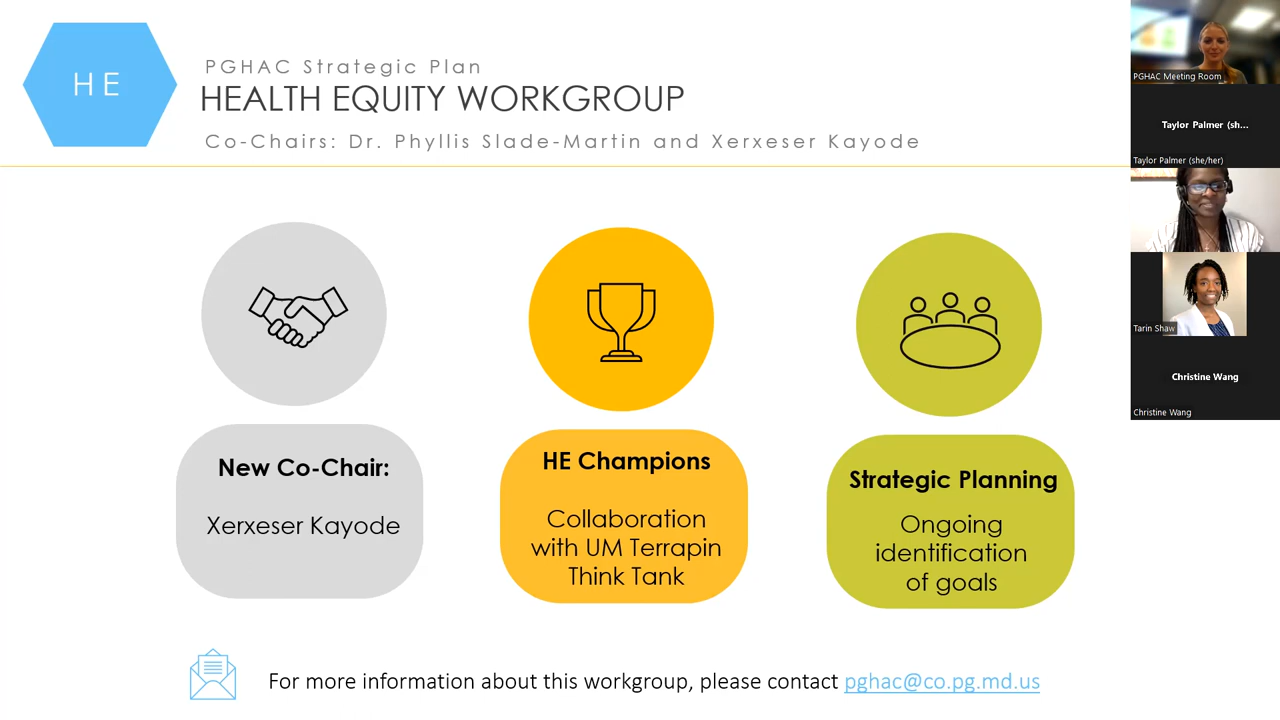 HE
PGHAC Strategic Plan
HEALTH EQUITY WORKGROUP
Co-Chairs: Dr. Phyllis Slade-Martin and Xerxeser Kayode
New Co-Chair:
Xerxeser Kayode
HE Champions
Collaboration
with UM Terrapin
Think Tank
Strategic Planning
Ongoing
identification
of goals
For more information about this workgroup, please contact pghac@co.pg.md.us
PGHAC Meeting Room
Taylor Palmer (sh...
Taylor Palmer (she/her)
Tarin Shaw
Christine Wang
Christine Wang